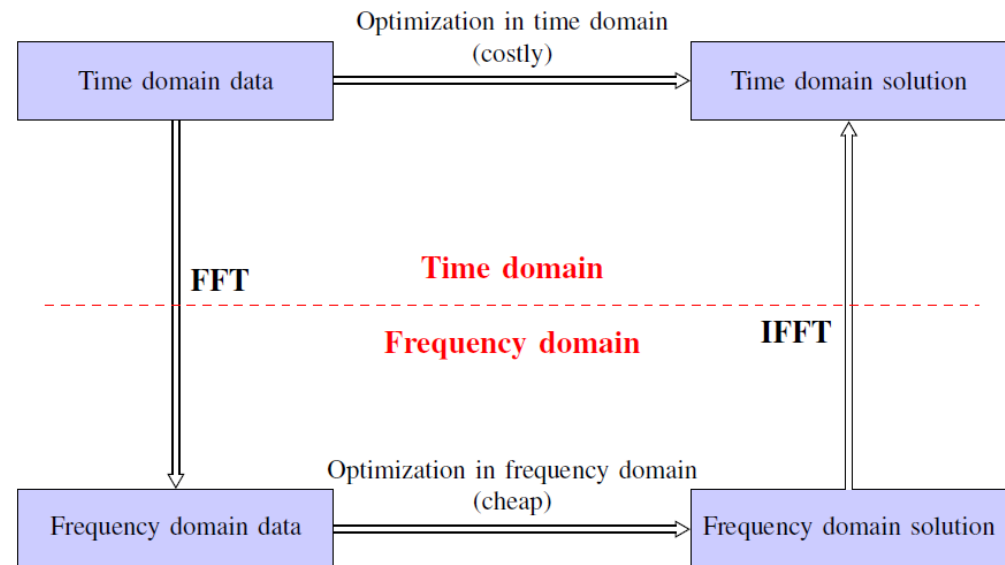 Optimization in time domain
(costly)
Time domain data
Time domain solution
Time domain
FFT
Frequency domain
IFFT
Optimization in frequency domain
(cheap)
Frequency domain data
Frequency domain solution